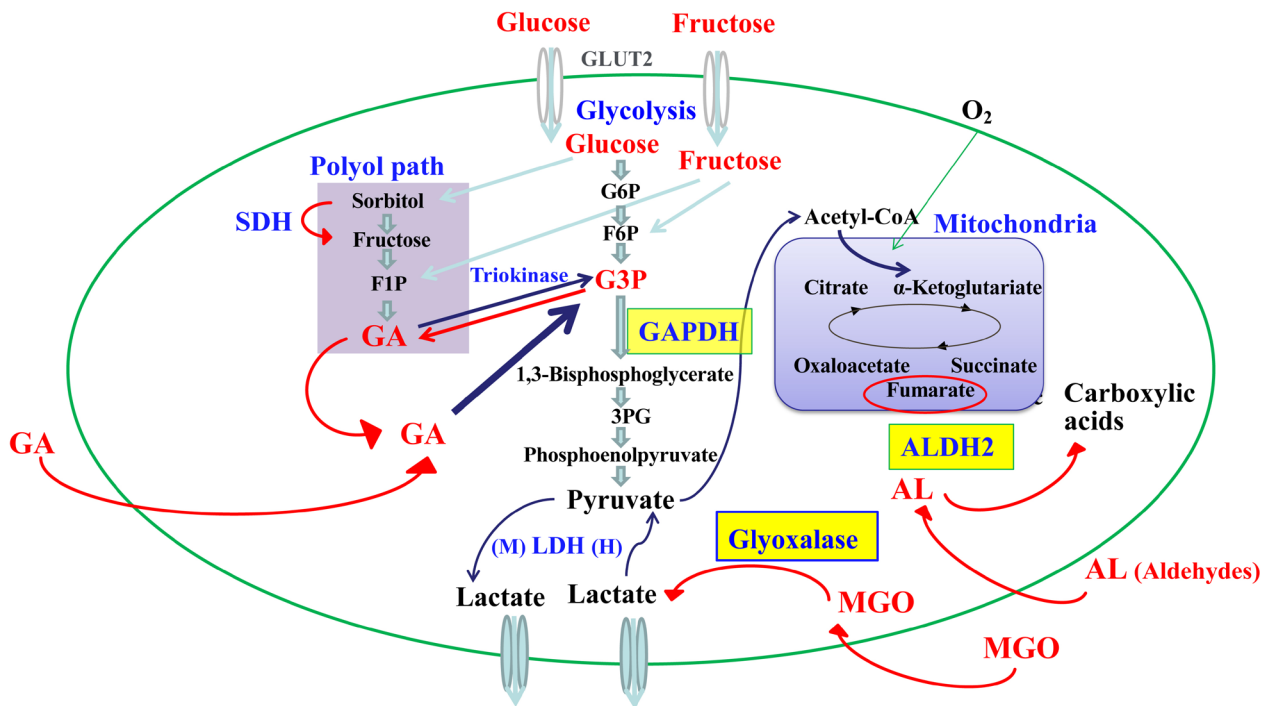 Glucose
Fructose
GLUT2
Glycolysis
O2
Glucose
Fructose
Polyol path
G6P
Sorbitol
SDH
Fructose
F6P
Acetyl-CoA
Mitochondria
Triokinase
F1P
G3P
Citrate
α-Ketoglutariate
GA
GAPDH
1,3-Bisphosphoglycerate
Oxaloacetate
Succinate
Fumarate
Carboxylic
acids
3PG
GA
GA
Phosphoenolpyruvate
ALDH2
Pyruvate
AL
(M) LDH (H)
Glyoxalase
AL (Aldehydes)
Lactate
Lactate
MGO
MGO